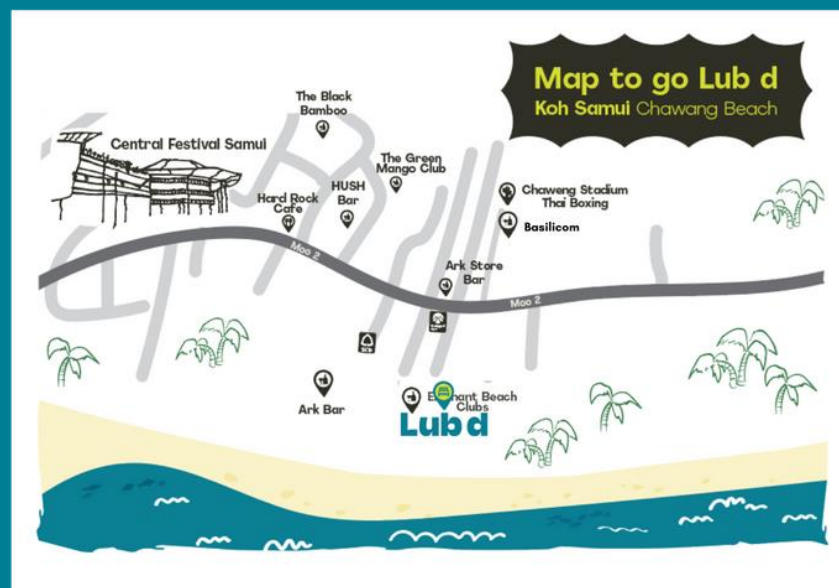 Map to go Lub d
Koh Samui Chawang Beach
The Black
Bamboo
Central Festival Samui
The Green
Mango Club
HUSH
Bar
Hard Rock
Cafe
Chaweng Stadium
Thai Boxing
Basilicom
Moo 2
Ark Store
Bar
Moo 2
Ark Bar
Beach
Clubs
Lub d